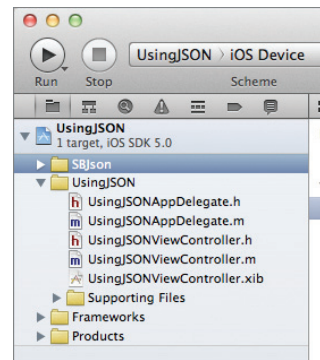 UsingJSON iOS Device
Run Stop Scheme
UsingJSON
1 target, iOS SDK 5.0
SBJson
UsingJSON
h UsingJSONAppDelegate.h
m UsingJSONAppDelegate.m
h UsingJSONViewController.h
m UsingJSONViewController.m
UsingJSONViewController.xib
Supporting Files
Frameworks
Products